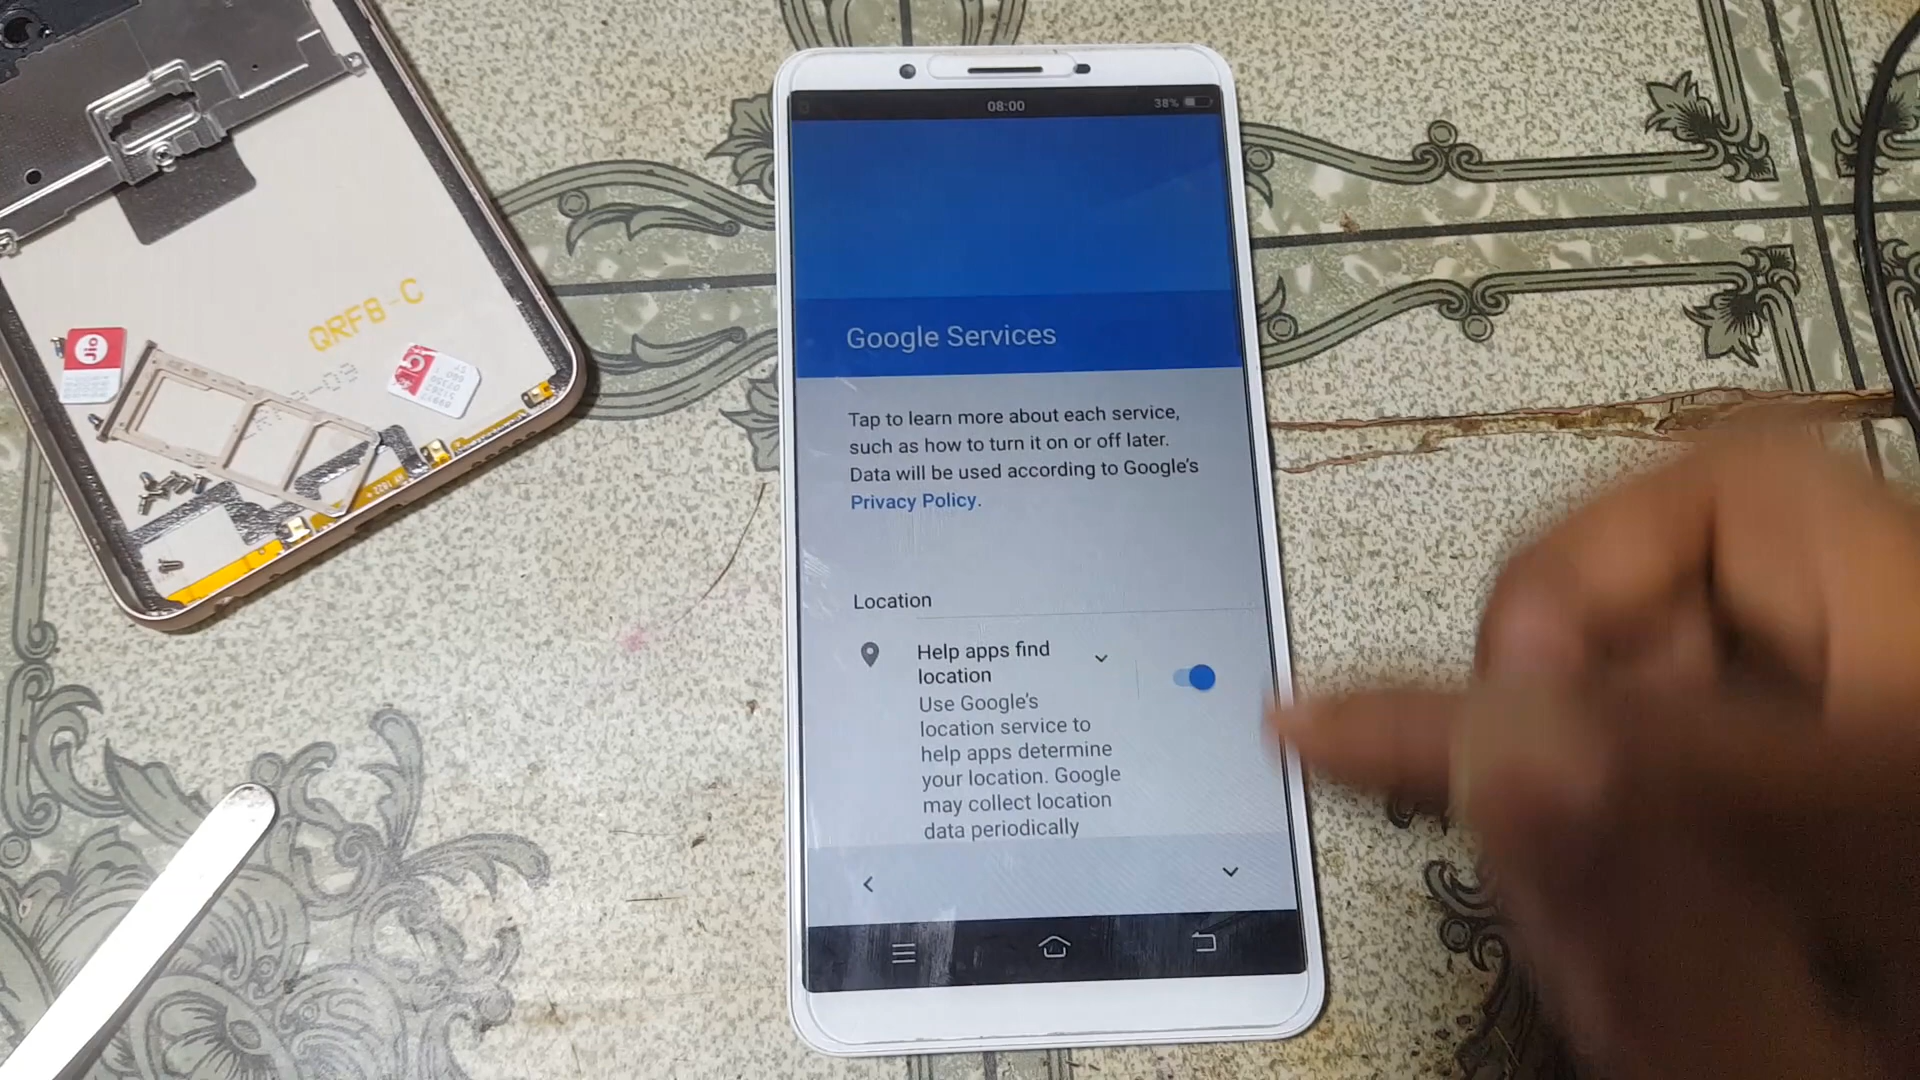 08:00
38%
Google Services
Tap to learn more about each service,
such as how to turn it on or off later.
Data will be used according to Google's
Privacy Policy.
Location
Help apps find
location
Use Google's
location service to
help apps determine
your location. Google
may collect location
data periodically
QRF8-C
Jio